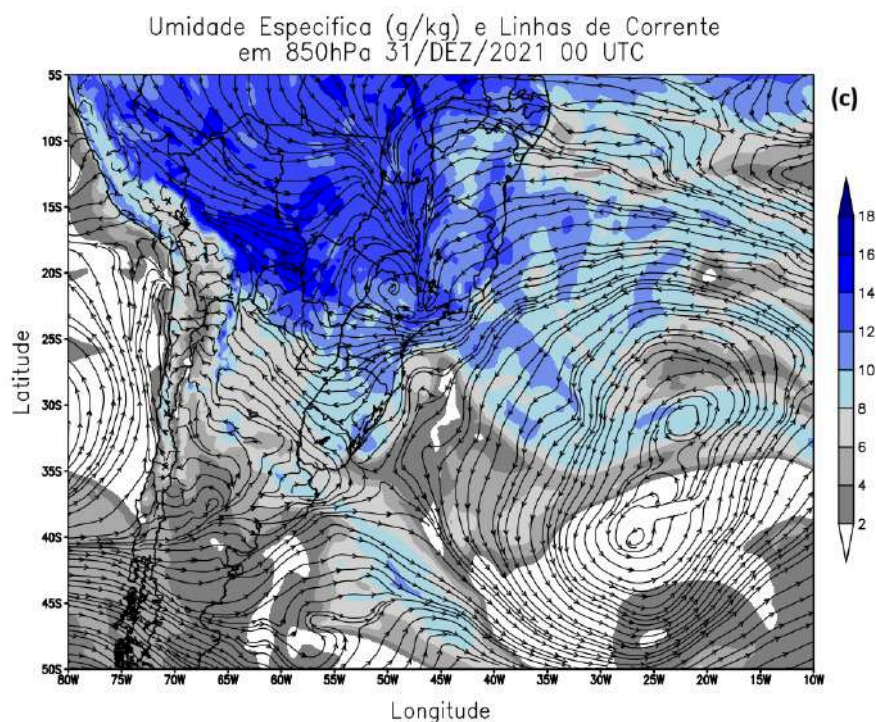 Umidade Específica (g/kg) e Linhas de Corrente
em 850hPa 31/DEZ/2021 00 UTC
(c)
5S
10S
15S
20S
25S
30S
35S
40S
45S
50S
Latitude
80W 75W 70W 65W 60W 55W 50W 45W 40W 35W 30W 25W 20W 15W 10W
Longitude
18
16
14
12
10
8
6
4
2